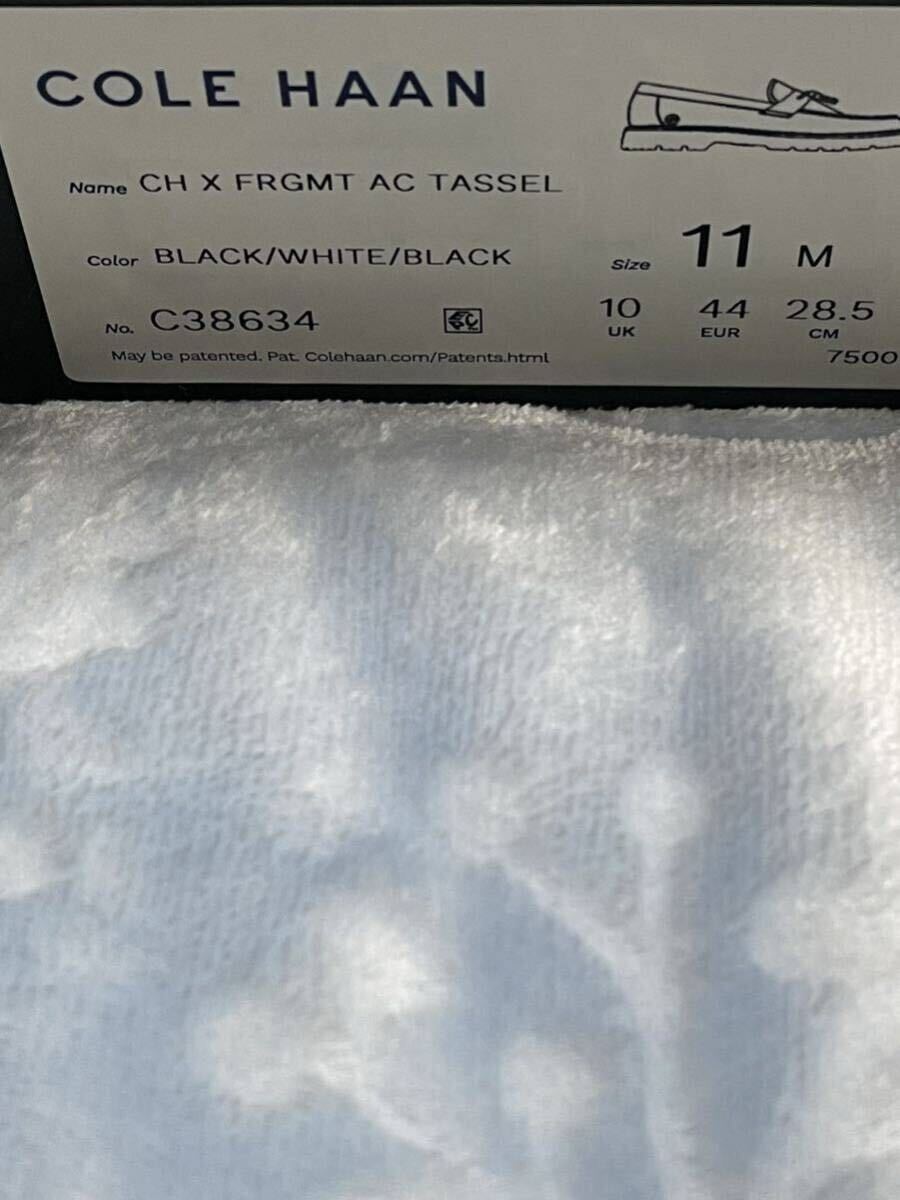 COLE HAAN
Name CH X FRGMT AC TASSEL
Color BLACK/WHITE/BLACK
Size 11 M
No. C38634
10 44 28.5
UK EUR CM
May be patented. Pat. Colehaan.com/Patents.html
7500